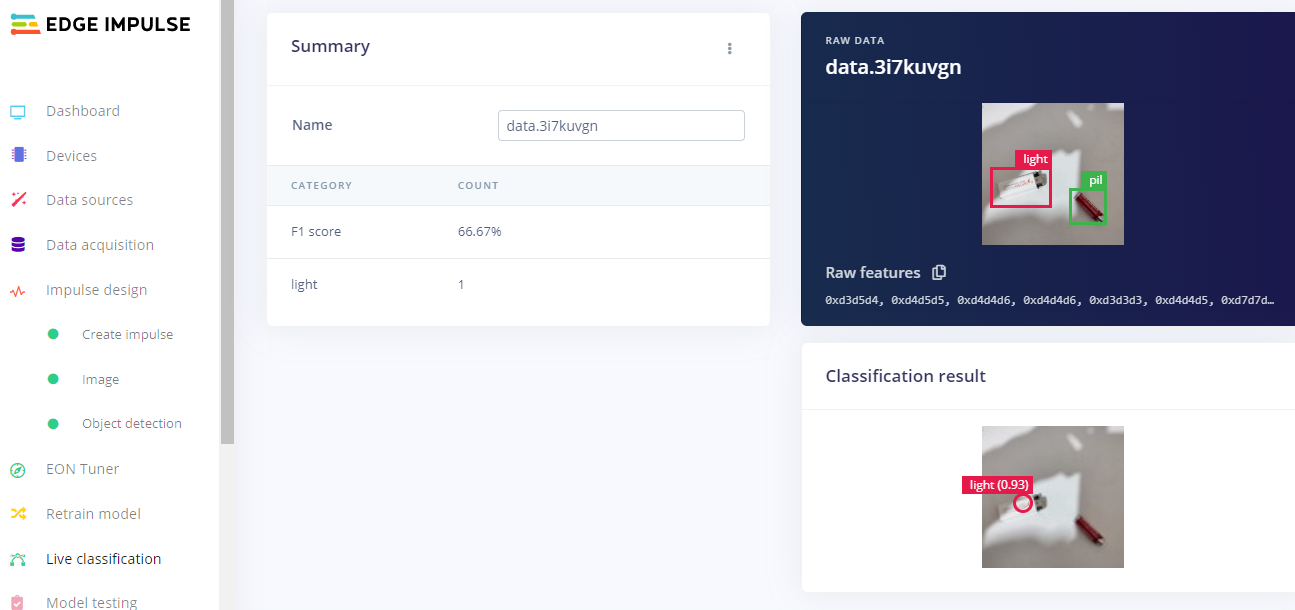 EDGE IMPULSE
Dashboard
Devices
Data sources
Data acquisition
Impulse design
Create impulse
Image
Object detection
EON Tuner
Retrain model
Live classification
Model testing
Summary
Name
data.3i7kuvgn
CATEGORY COUNT
F1 score 66.67%
light 1
RAW DATA
data.3i7kuvgn
light
pil
Raw features
0xd3d5d4, 0xd4d5d5, 0xd4d4d6, 0xd4d4d6, 0xd3d3d3, 0xd4d4d5, 0xd7d7d…
Classification result
light (0.93)